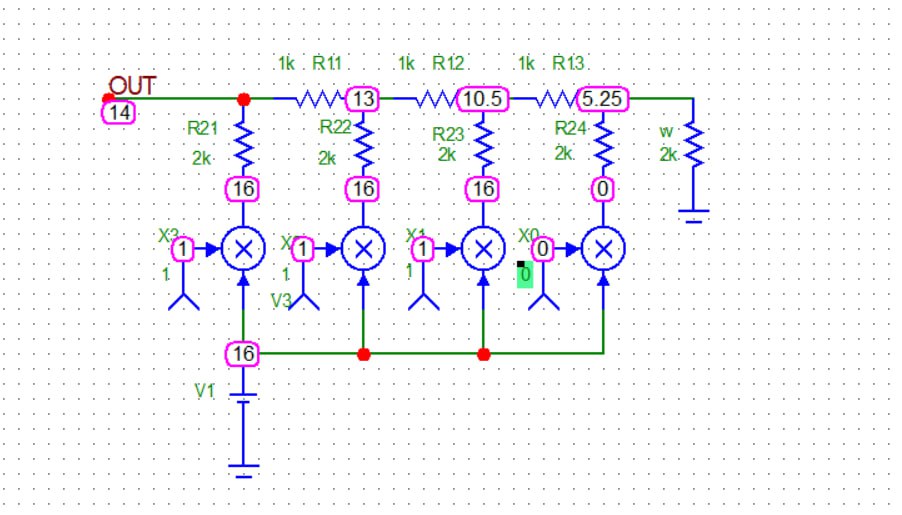 1k R11 1k R12 1k R13
OUT
14 13 10.5 5.25
R21 R22 R23 R24 w
2k 2k 2k 2k 2k
16 16 16 0
X3 X1 X0
1 1 1 0
1 1 1 0
V3
16
V1